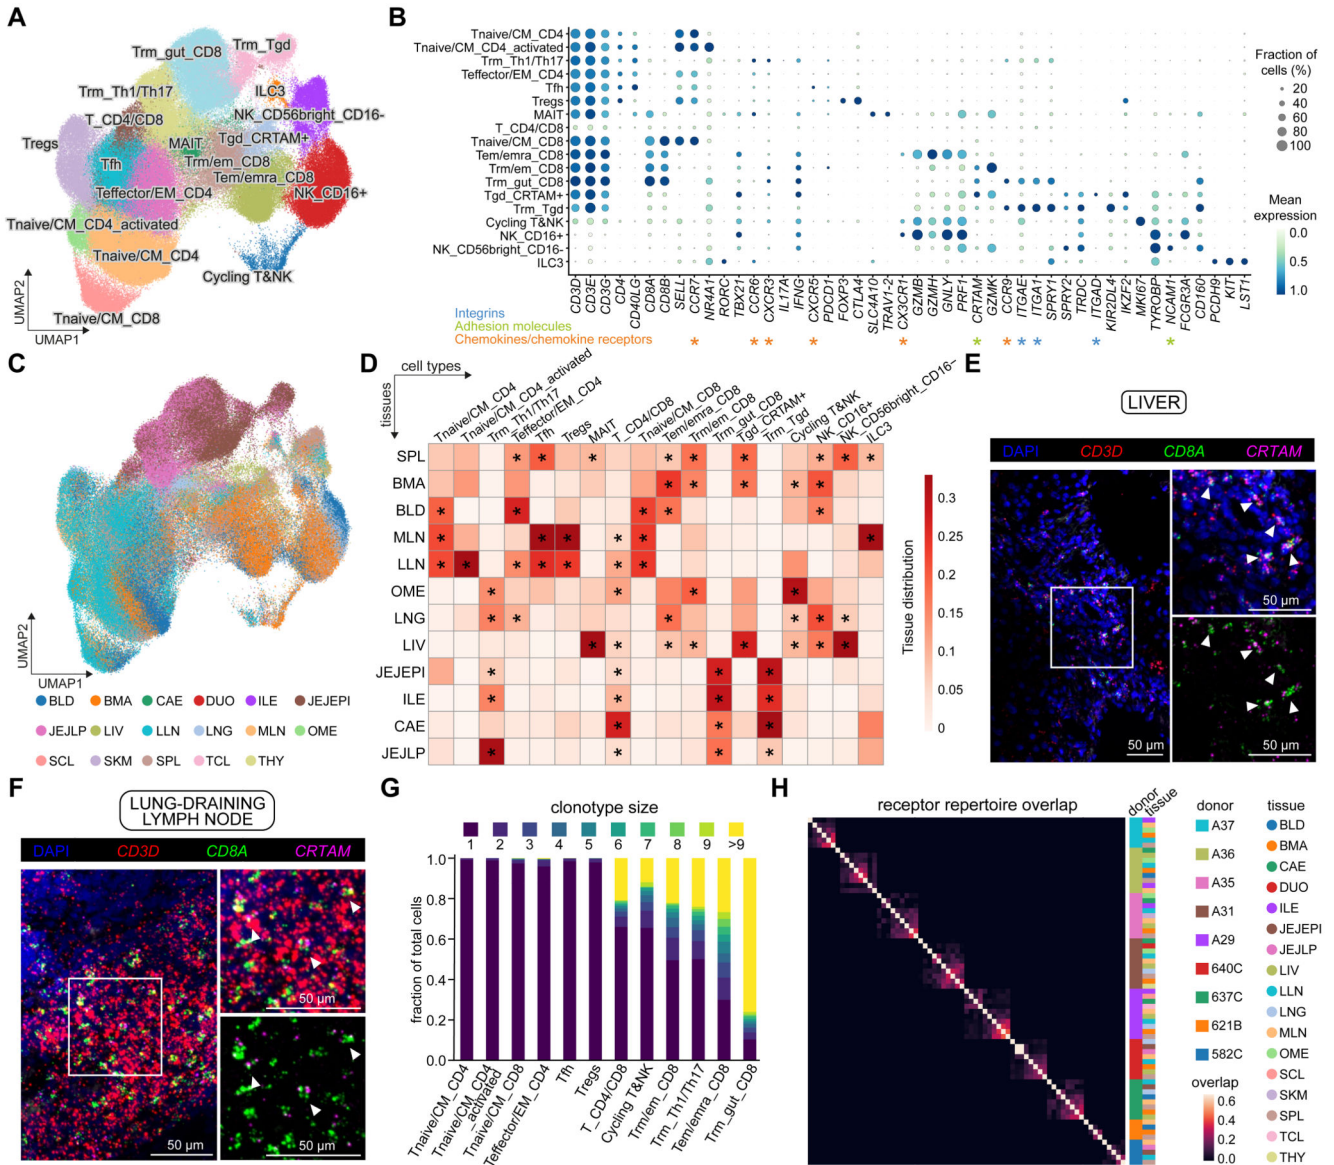 A
Trm_gut_CD8
Trm_Tgd
Trm_Th1/Th17
ILC3
NK_CD56bright_CD16-
T_CD4/CD8
Tregs
MAIT
Tgd_CRTAM+
Tfh
Trm/em_CD8
Tem/emra_CD8
Teffector/EM_CD4
NK_CD16+
Tnaive/CM_CD4_activated
Tnaive/CM_CD4
Cycling T&NK
Tnaive/CM_CD8
UMAP2
UMAP1
B
Tnaive/CM_CD4
Tnaive/CM_CD4_activated
Trm_Th1/Th17
Teffector/EM_CD4
Tfh
Tregs
MAIT
T_CD4/CD8
Tnaive/CM_CD8
Tem/emra_CD8
Trm/em_CD8
Trm_gut_CD8
Tgd_CRTAM+
Trm_Tgd
Cycling T&NK
NK_CD16+
NK_CD56bright_CD16-
ILC3
CD3D CD3E CD3G CD4 CD40LG CD8A CD8B SELL CCR7 NR4A1 RORC TBX21 CCR6 CXCR3 IL17A IFNG CXCR5 PDCD1 FOXP3 CTLA4 SLC4A10 TRAV1-2 CX3CR1 GZMB GZMH GNLY PRF1 CRTAM GZMK CCR9 ITGAE ITGA1 SPRY1 SPRY2 TRDC ITGAD KIR2DL4 IKZF2 MKI67 TYROBP NCAM1 FCGR3A CD160 PCDH9 KIT LST1
Integrins
Adhesion molecules
Chemokines/chemokine receptors
* * * * * * * * * * *
Fraction of
cells (%)
20
40
60
80
100
Mean
expression
0.0
0.5
1.0
C
UMAP2
UMAP1
BLD BMA CAE DUO ILE JEJEPI
JEJLP LIV LLN LNG MLN OME
SCL SKM SPL TCL THY
D
cell types
tissues
Tnaive/CM_CD4
Tnaive/CM_CD4_activated
Trm_Th1/Th17
Teffector/EM_CD4
Tfh
Tregs
MAIT
T_CD4/CD8
Tnaive/CM_CD8
Tem/emra_CD8
Trm/em_CD8
Trm_gut_CD8
Tgd_CRTAM+
Trm_Tgd
Cycling T&NK
NK_CD16+
NK_CD56bright_CD16–
ILC3
SPL * * * * * * * * *
BMA * * * * *
BLD * * * * *
MLN * * * * * *
LLN * * * * * * *
OME * * * *
LNG * * * * * *
LIV * * * * * * * *
JEJEPI * * * *
ILE * * * *
CAE * * *
JEJLP * * * *
Tissue distribution
0.3
0.25
0.2
0.15
0.1
0.05
0
E
LIVER
DAPI CD3D CD8A CRTAM
50 µm
50 µm
50 µm
F
LUNG-DRAINING
LYMPH NODE
DAPI CD3D CD8A CRTAM
50 µm
50 µm
50 µm
G
clonotype size
1 2 3 4 5 6 7 8 9 >9
fraction of total cells
1.0
0.8
0.6
0.4
0.2
0.0
Tnaive/CM_CD4
Tnaive/CM_CD4
_activated
Tnaive/CM_CD8
Teffector/EM_CD4
Tfh
Tregs
T_CD4/CD8
Cycling T&NK
Trm/em_CD8
Trm_Th1/Th17
Tem/emra_CD8
Trm_gut_CD8
H
receptor repertoire overlap
donor
tissue
donor
A37
A36
A35
A31
A29
640C
637C
621B
582C
overlap
0.6
0.4
0.2
0.0
tissue
BLD
BMA
CAE
DUO
ILE
JEJEPI
JEJLP
LIV
LLN
LNG
MLN
OME
SCL
SKM
SPL
TCL
THY